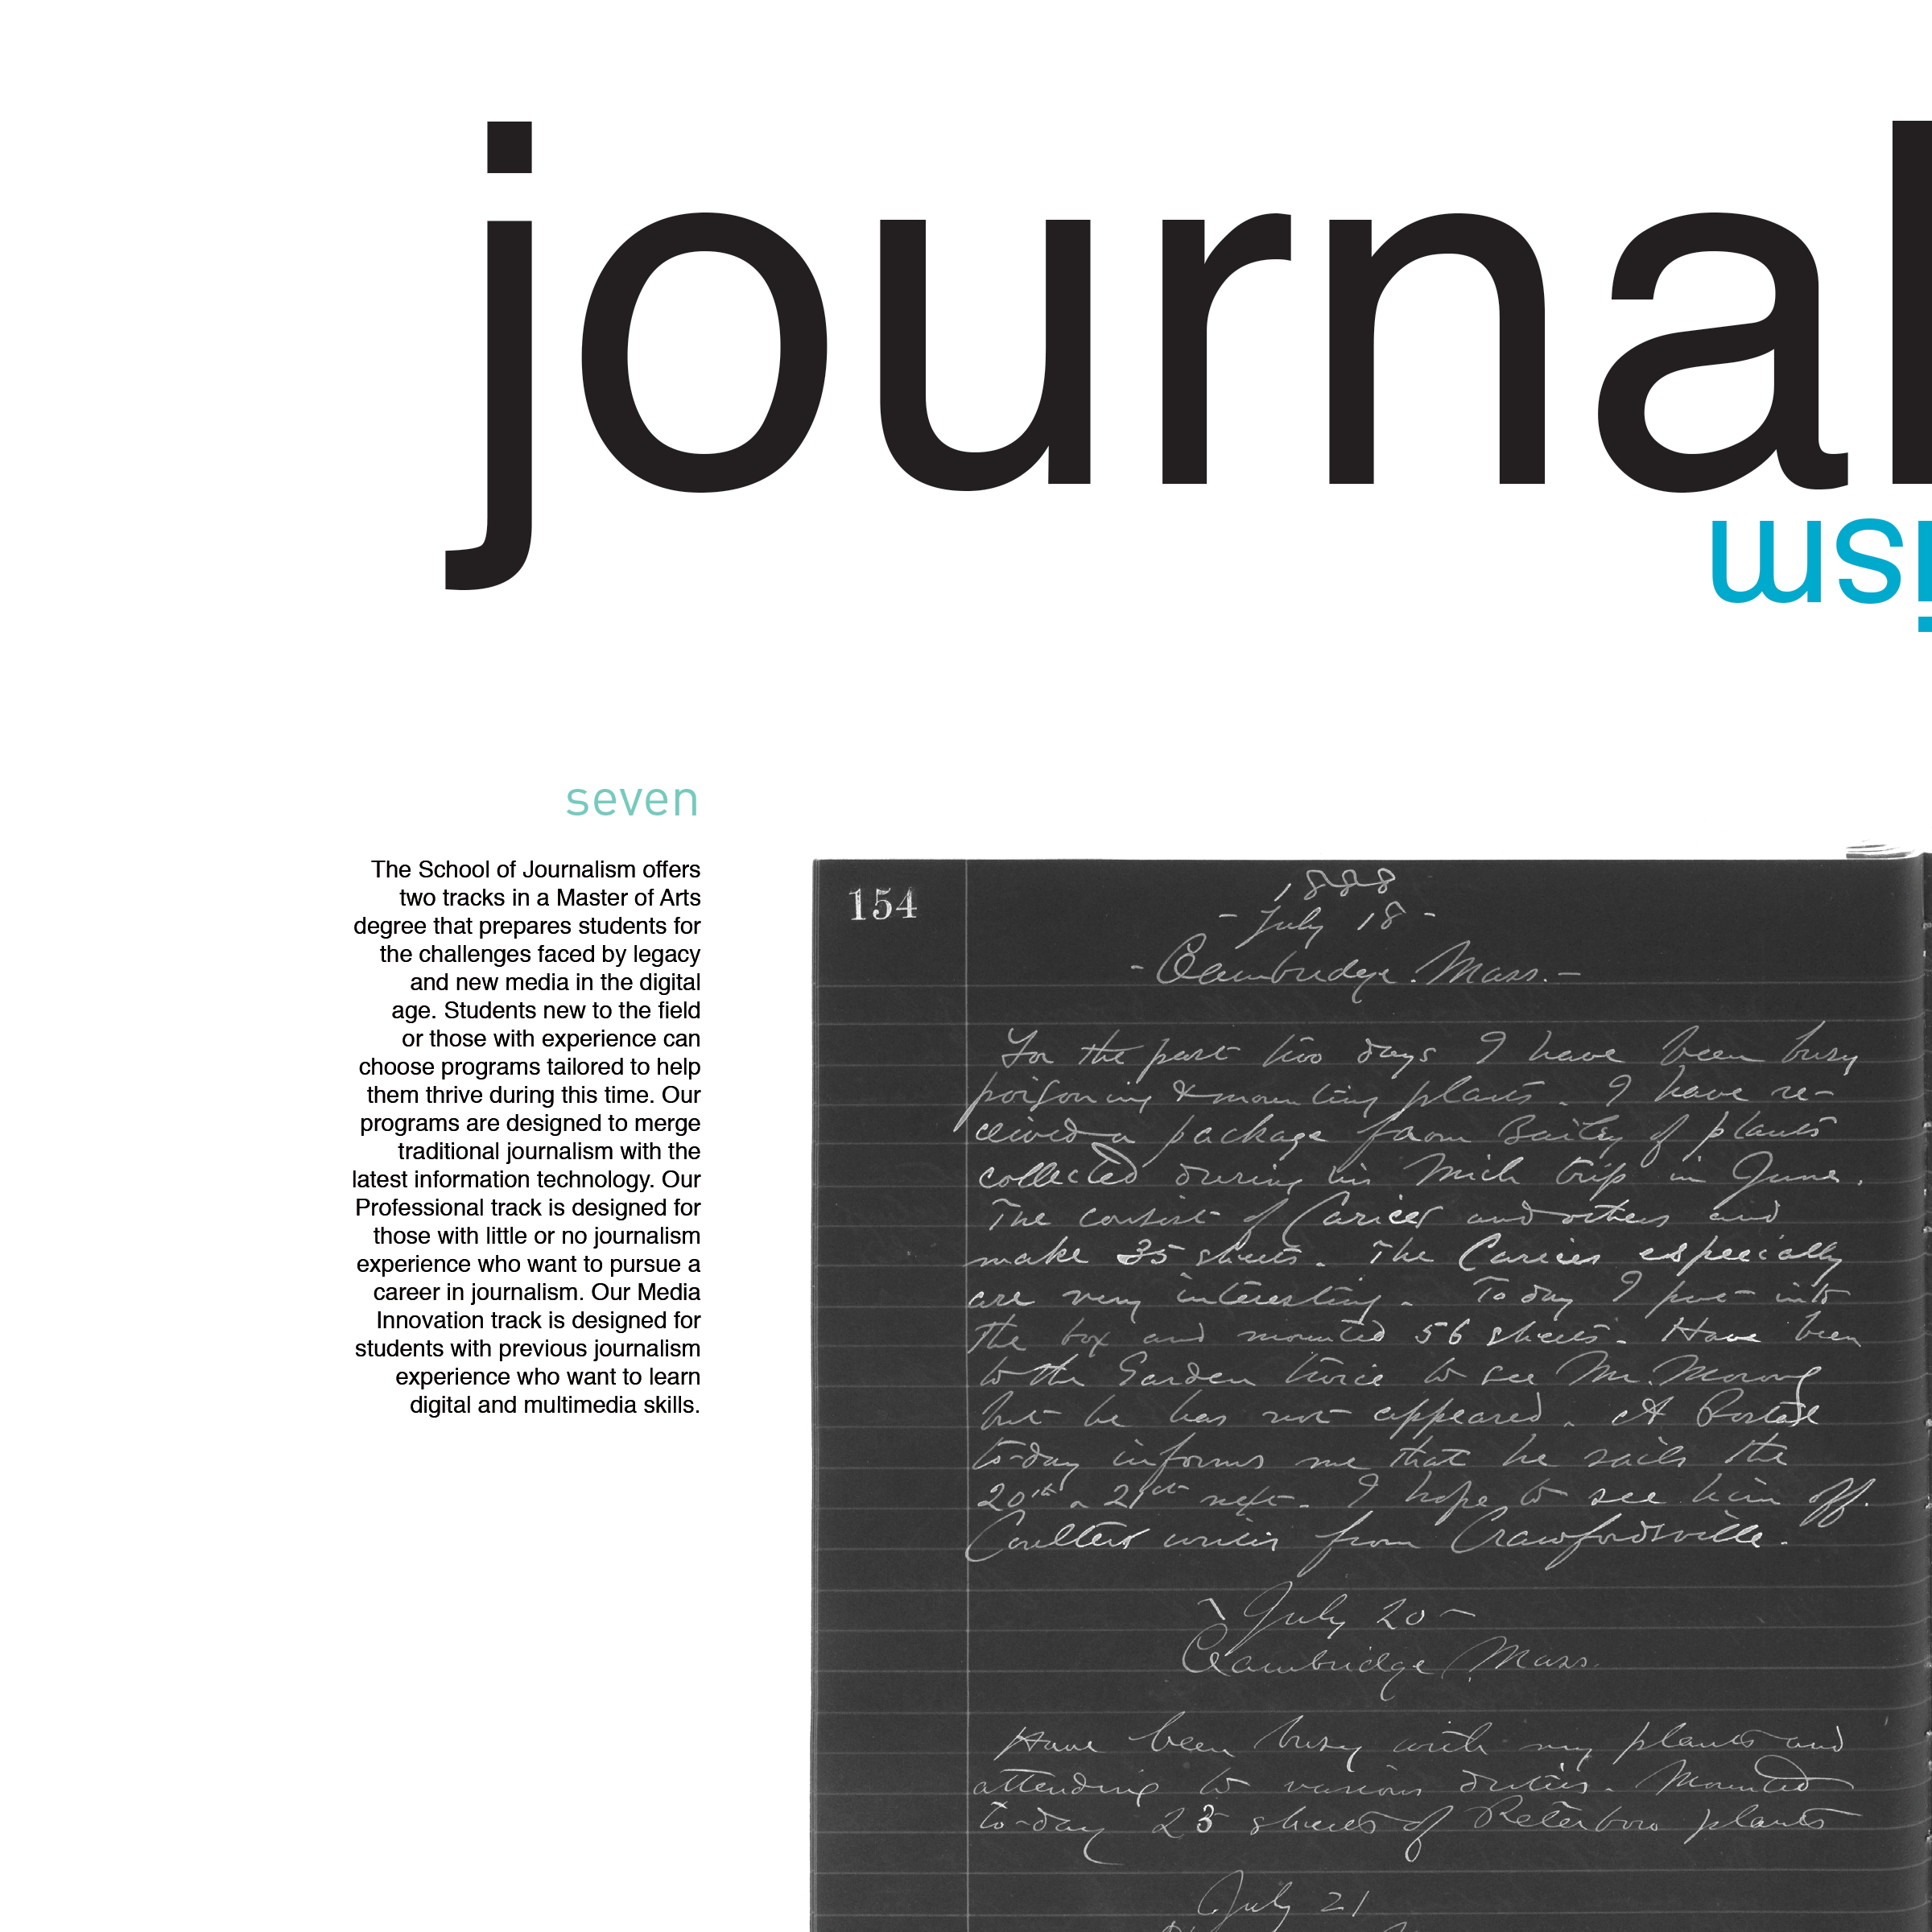 journal
ism
seven
The School of Journalism offers
two tracks in a Master of Arts
degree that prepares students for
the challenges faced by legacy
and new media in the digital
age. Students new to the field
or those with experience can
choose programs tailored to help
them thrive during this time. Our
programs are designed to merge
traditional journalism with the
latest information technology. Our
Professional track is designed for
those with little or no journalism
experience who want to pursue a
career in journalism. Our Media
Innovation track is designed for
students with previous journalism
experience who want to learn
digital and multimedia skills.
154
1888
- July 18 -
- Cambridge. Mass. -
For the past two days I have been busy
poisoning & mounting plants. I have re-
ceived a package from Bailey of plants
collected during his Mich trip in June.
The consist of Carices and others and
make 35 sheets. The Carices especially
are very interesting. To day I put into
the box and mounted 56 sheets. Have been
to the Garden twice to see Mr. Morong
but he has not appeared. A Postal
to-day informs me that he sails the
20th or 21st next. I hope to see him off.
Coulter writes from Crawfordsville.
July 20 -
Cambridge, Mass.
Have been busy with my plants and
attending to various duties. Mounted
to-day 23 sheets of Peterboro plants
July 21